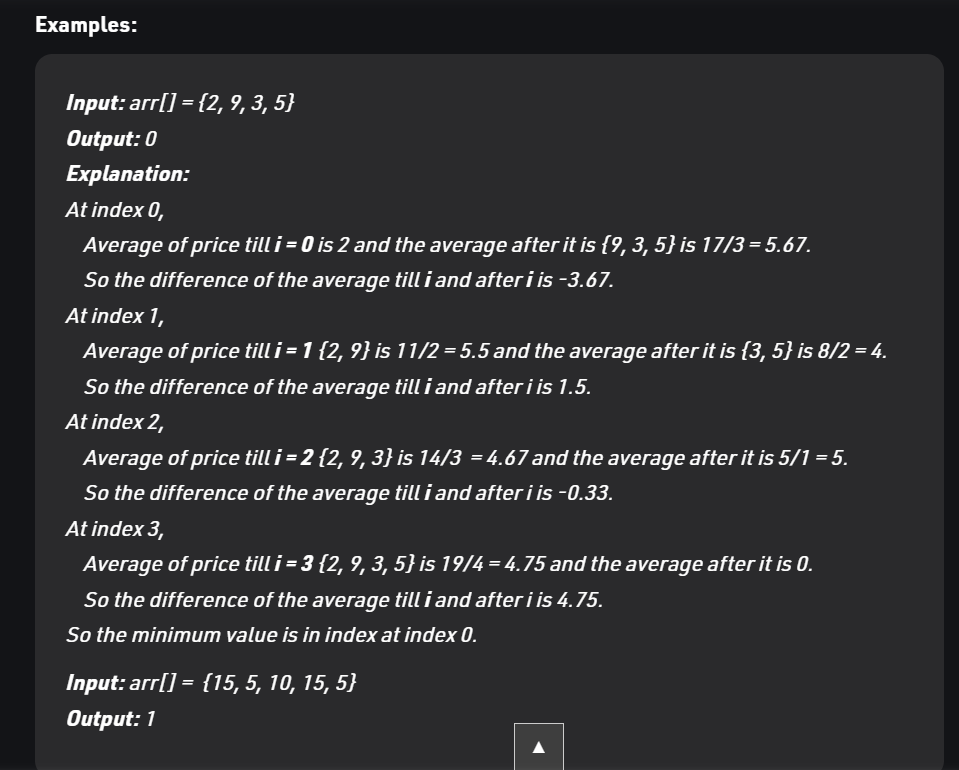 Examples:
Input: arr[] = {2, 9, 3, 5}
Output: 0
Explanation:
At index 0,
Average of price till i = 0 is 2 and the average after it is {9, 3, 5} is 17/3 = 5.67.
So the difference of the average till i and after i is -3.67.
At index 1,
Average of price till i = 1 {2, 9} is 11/2 = 5.5 and the average after it is {3, 5} is 8/2 = 4.
So the difference of the average till i and after i is 1.5.
At index 2,
Average of price till i = 2 {2, 9, 3} is 14/3 = 4.67 and the average after it is 5/1 = 5.
So the difference of the average till i and after i is -0.33.
At index 3,
Average of price till i = 3 {2, 9, 3, 5} is 19/4 = 4.75 and the average after it is 0.
So the difference of the average till i and after i is 4.75.
So the minimum value is in index at index 0.
Input: arr[] = {15, 5, 10, 15, 5}
Output: 1